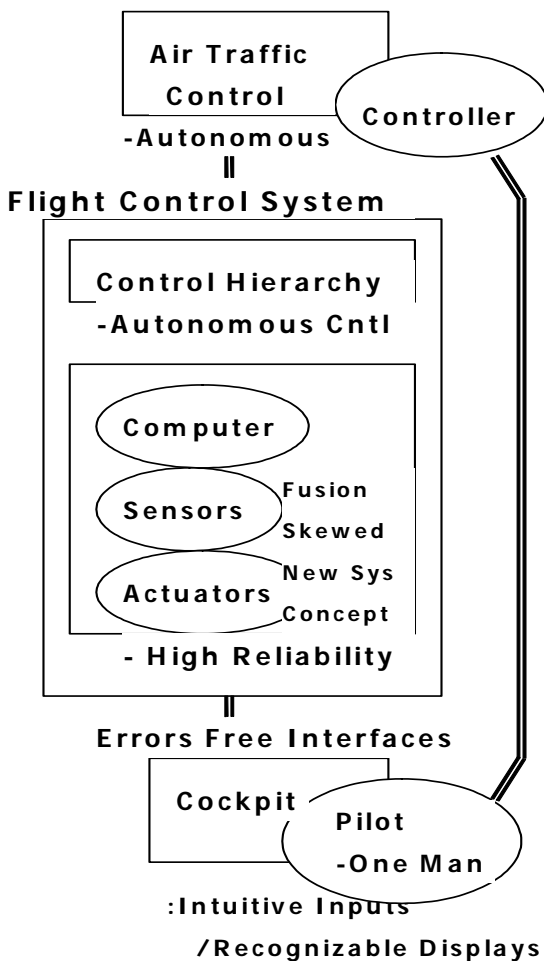 Air Traffic
Control
Controller
-Autonomous
Flight Control System
Control Hierarchy
-Autonomous Cntl
Computer
Sensors
Fusion
Skewed
Actuators
New Sys
Concept
- High Reliability
Errors Free Interfaces
Cockpit
Pilot
-One Man
:Intuitive Inputs
/Recognizable Displays